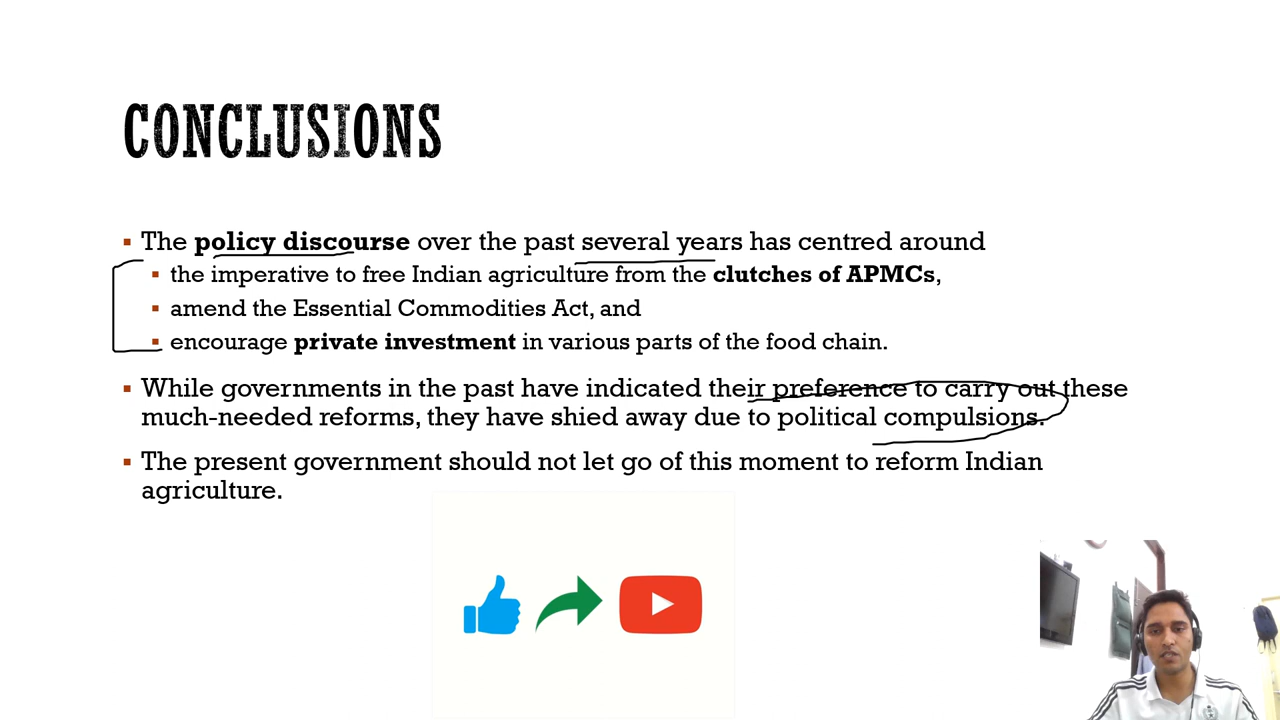 CONCLUSIONS
▪ The policy discourse over the past several years has centred around
▪ the imperative to free Indian agriculture from the clutches of APMCs,
▪ amend the Essential Commodities Act, and
▪ encourage private investment in various parts of the food chain.
▪ While governments in the past have indicated their preference to carry out these
much-needed reforms, they have shied away due to political compulsions.
▪ The present government should not let go of this moment to reform Indian
agriculture.